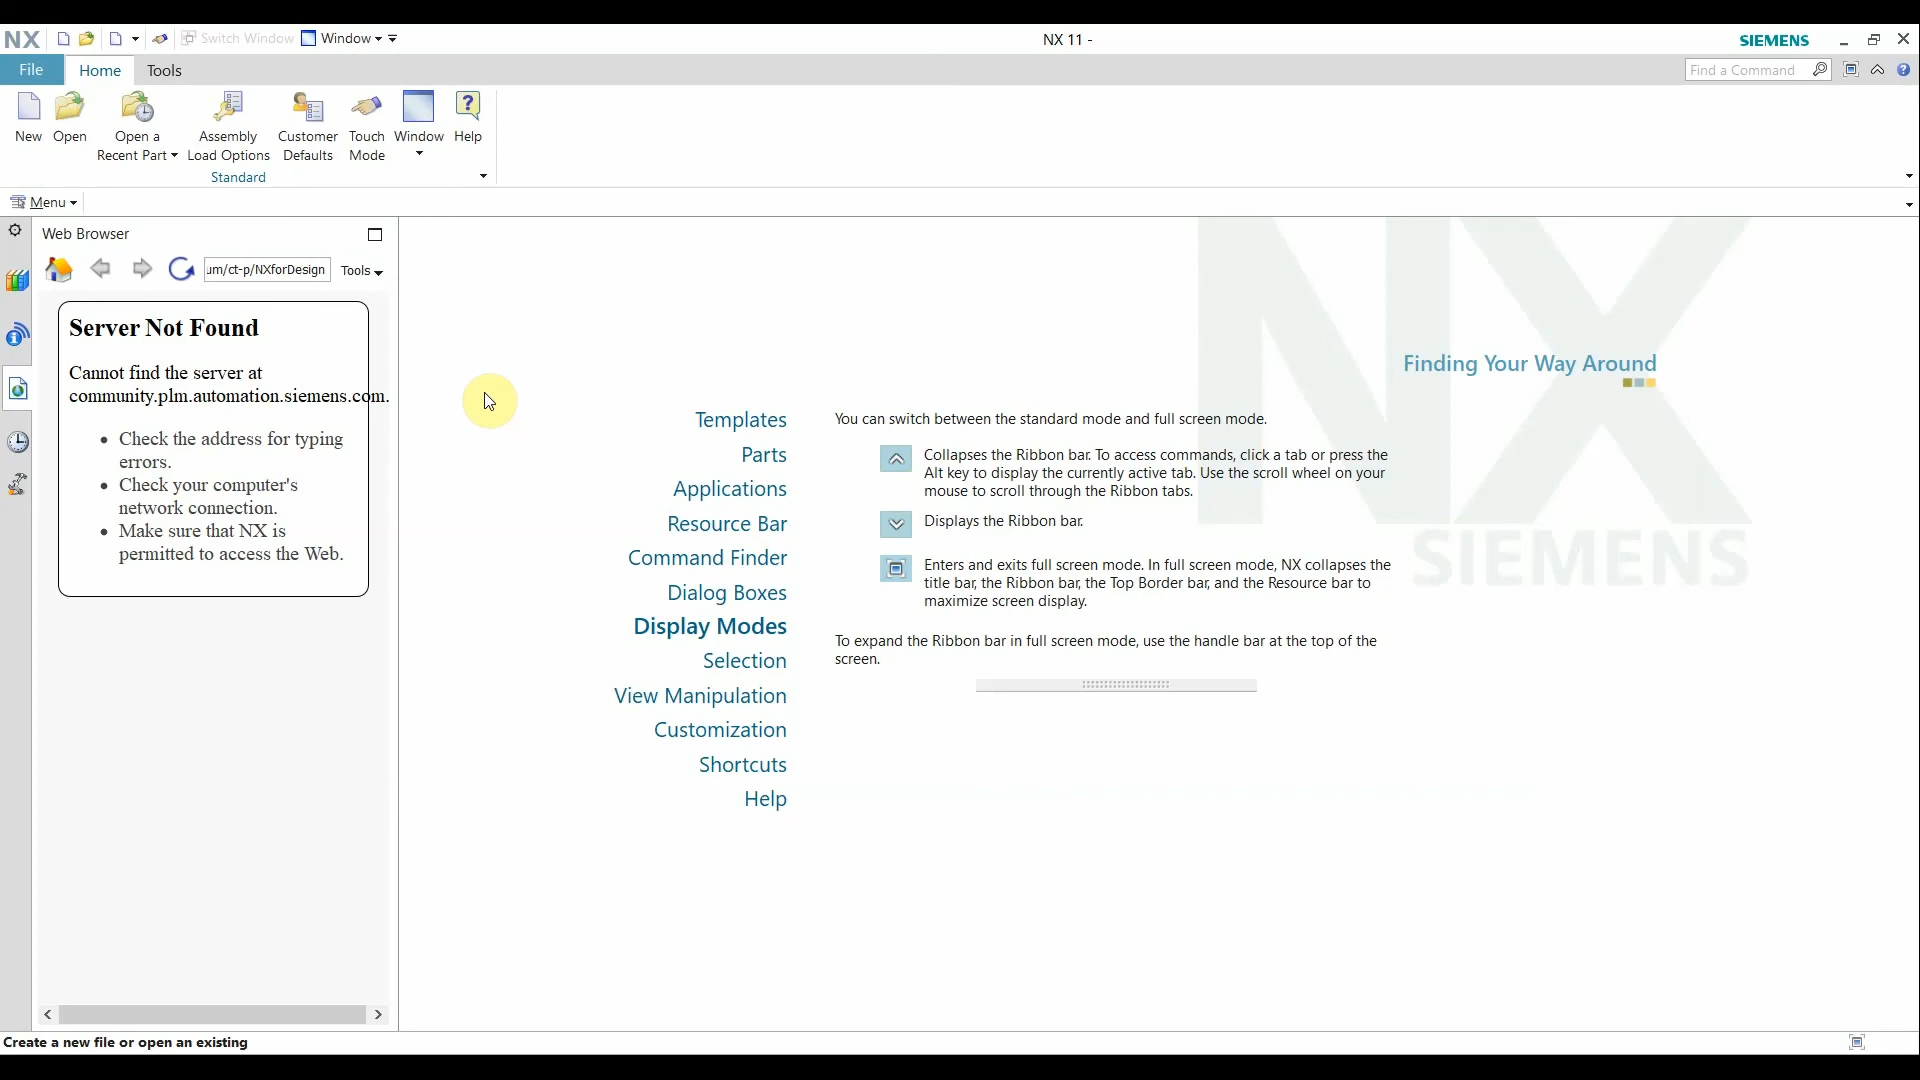 NX Switch Window Window NX 11 - SIEMENS
File Home Tools Find a Command
New Open Open a Recent Part Assembly Load Options Customer Defaults Touch Mode Window Help
Standard
Menu
Web Browser
um/ct-p/NXforDesign Tools
Server Not Found
Cannot find the server at
community.plm.automation.siemens.com.
• Check the address for typing
errors.
• Check your computer's
network connection.
• Make sure that NX is
permitted to access the Web.
NX
SIEMENS
Finding Your Way Around
Templates
Parts
Applications
Resource Bar
Command Finder
Dialog Boxes
Display Modes
Selection
View Manipulation
Customization
Shortcuts
Help
You can switch between the standard mode and full screen mode.
Collapses the Ribbon bar. To access commands, click a tab or press the
Alt key to display the currently active tab. Use the scroll wheel on your
mouse to scroll through the Ribbon tabs.
Displays the Ribbon bar.
Enters and exits full screen mode. In full screen mode, NX collapses the
title bar, the Ribbon bar, the Top Border bar, and the Resource bar to
maximize screen display.
To expand the Ribbon bar in full screen mode, use the handle bar at the top of the
screen.
Create a new file or open an existing